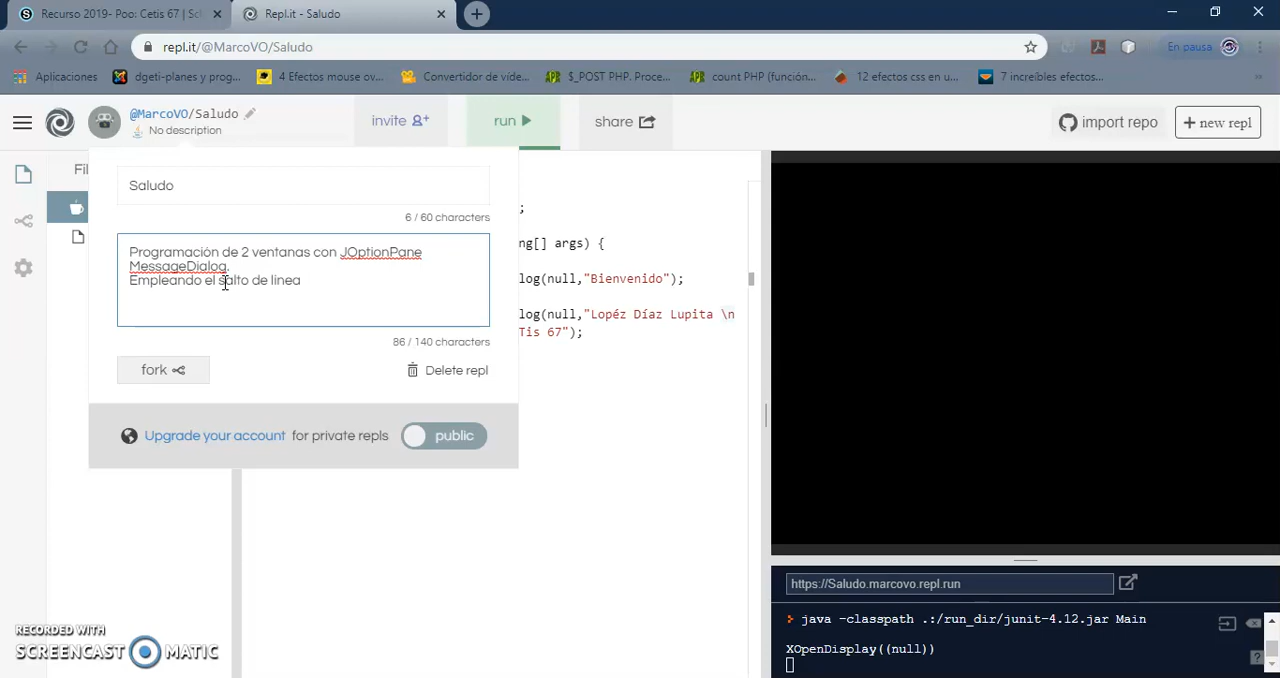 Recurso 2019- Poo: Cetis 67 | Sc
Repl.it - Saludo
repl.it/@MarcoVO/Saludo
En pausa
Aplicaciones
dgeti-planes y prog...
4 Efectos mouse ov...
Convertidor de víde...
$_POST PHP. Proce...
count PHP (función...
12 efectos css en u...
7 increíbles efectos...
@MarcoVO/Saludo
No description
invite
run
share
import repo
+ new repl
Fil
Saludo
6 / 60 characters
Programación de 2 ventanas con JOptionPane
MessageDialog.
Empleando el salto de linea
86 / 140 characters
fork
Delete repl
Upgrade your account for private repls
public
;
ng[] args) {
log(null,"Bienvenido");
log(null,"Lopéz Díaz Lupita \n
Tis 67");
https://Saludo.marcovo.repl.run
java -classpath .:/run_dir/junit-4.12.jar Main
XOpenDisplay((null))
?
RECORDED WITH
SCREENCAST MATIC